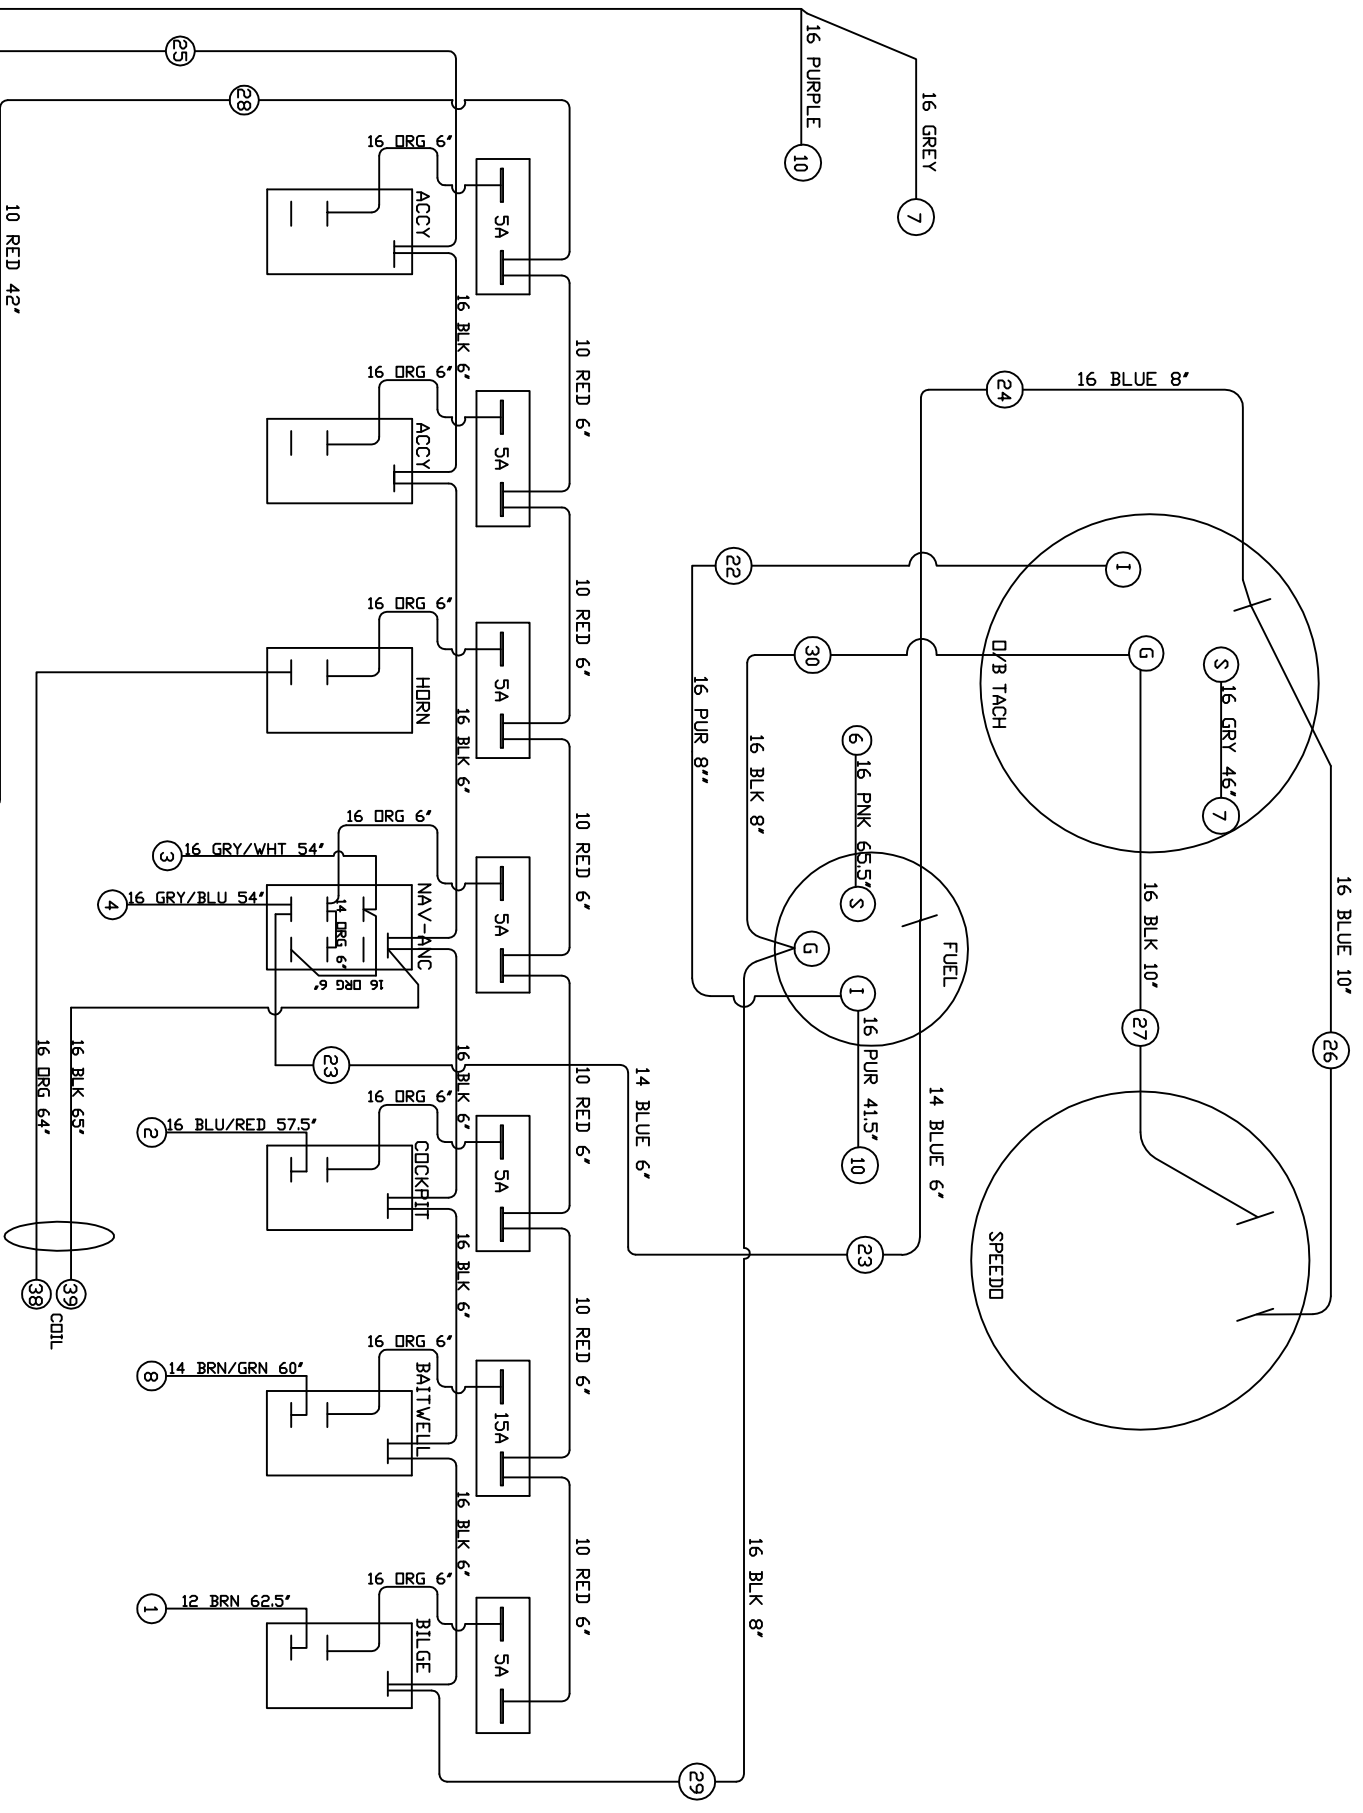 16 PURPLE
10
16 GREY
7
25
28
10 RED 42"
16 ORG 6"
ACCY
5A
16 BLK 6"
10 RED 6"
16 ORG 6"
ACCY
5A
10 RED 6"
16 ORG 6"
HORN
5A
16 BLK 6"
10 RED 6"
16 ORG 6"
3
16 GRY/WHT 54"
4
16 GRY/BLU 54"
NAV-ANC
14 ORG 6"
16 ORG 6"
5A
16 BLK 6"
10 RED 6"
23
14 BLUE 6"
16 ORG 64"
16 BLK 65"
38
39
COIL
2
16 BLU/RED 57.5"
16 ORG 6"
COCKPIT
5A
16 BLK 6"
10 RED 6"
8
14 BRN/GRN 60"
16 ORG 6"
BAITWELL
15A
16 BLK 6"
10 RED 6"
1
12 BRN 62.5"
16 ORG 6"
BILGE
5A
29
16 BLK 8"
24
16 BLUE 8"
22
16 PUR 8"
30
16 BLK 8"
I
G
S
O/B TACH
16 GRY 46"
7
6
16 PNK 65.5"
S
G
I
FUEL
16 PUR 41.5"
10
14 BLUE 6"
23
16 BLK 10"
27
16 BLUE 10"
26
SPEEDO